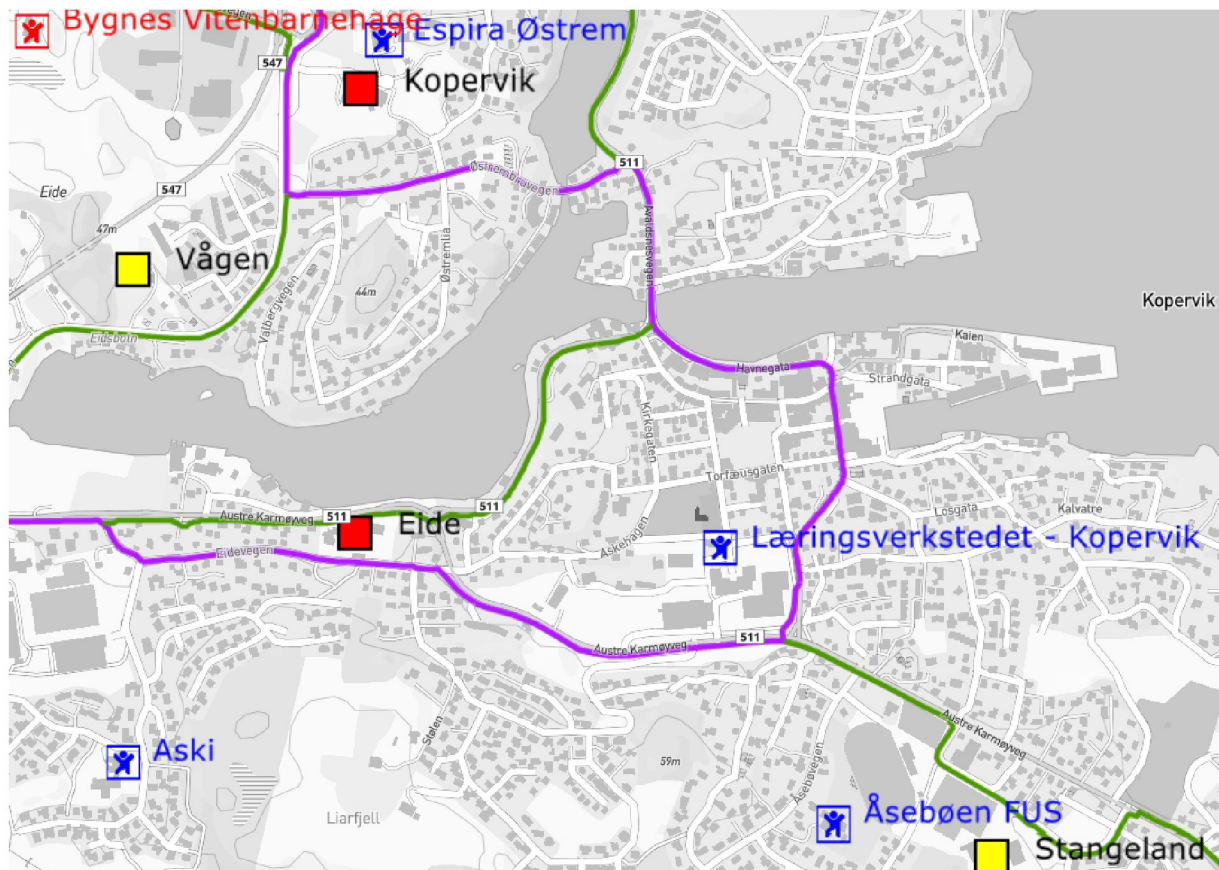 Bygnes Vitenbarnehage
Espira Østrem
547
Kopervik
511
547
Eide
47m
Vågen
Østremlia
44m
Valbergvegen
Eidsbotn
Avaldsnesvegen
Kopervik
Kaien
Havnegata
Strandgata
Kirkegaten
Torfæusgaten
511
Austre Karmøyveg
511
Eide
Losgata
Kalvatre
Askehagen
Læringsverkstedet - Kopervik
Eidevegen
511
Austre Karmøyveg
Stølen
Austre Karmøyveg
Aski
59m
Åsebøvegen
Liarfjell
Åsebøen FUS
Stangeland